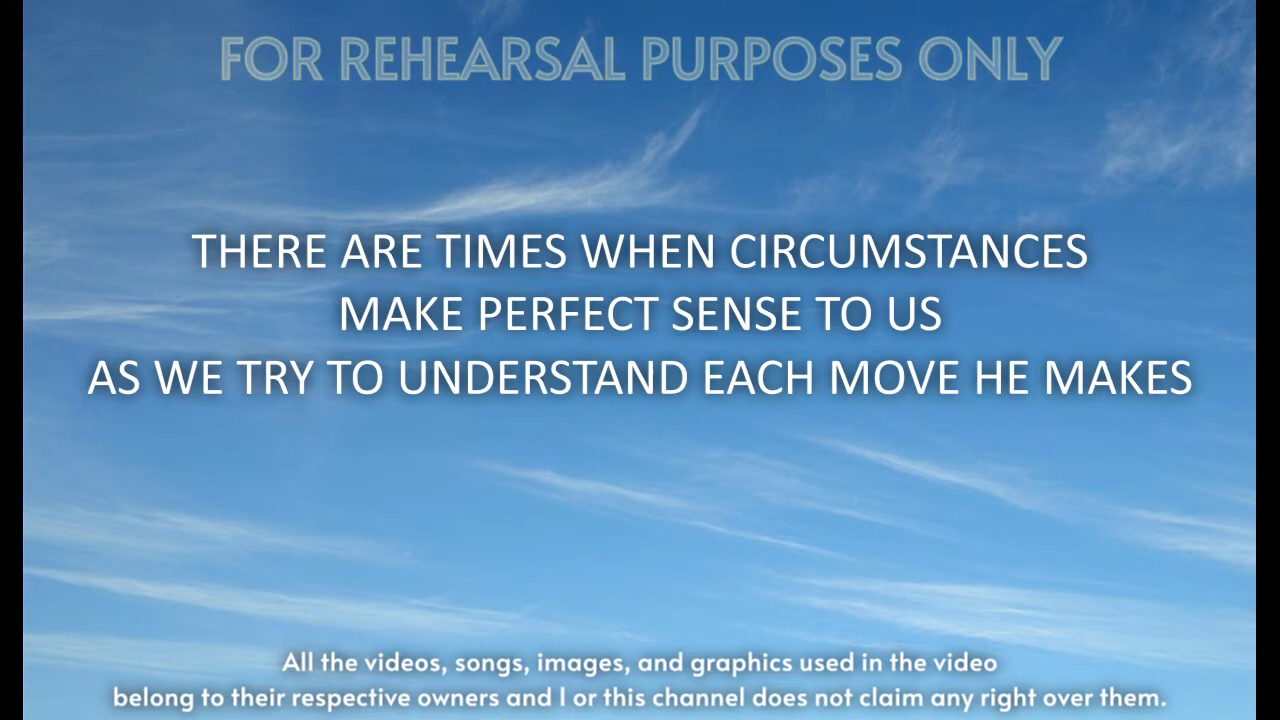 FOR REHEARSAL PURPOSES ONLY
THERE ARE TIMES WHEN CIRCUMSTANCES
MAKE PERFECT SENSE TO US
AS WE TRY TO UNDERSTAND EACH MOVE HE MAKES
All the videos, songs, images, and graphics used in the video
belong to their respective owners and I or this channel does not claim any right over them.